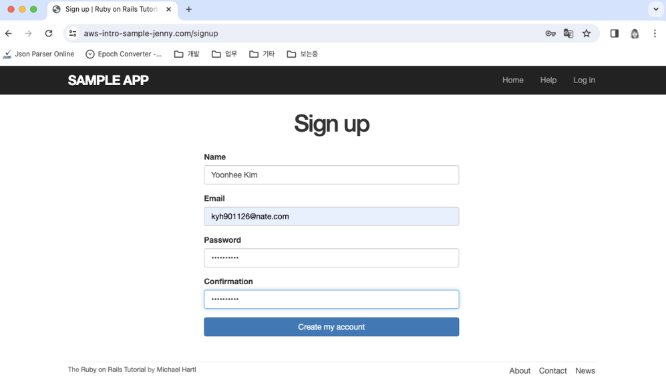 Sign up | Ruby on Rails Tutori
aws-intro-sample-jenny.com/signup
Json Parser Online
Epoch Converter -...
개발
업무
기타
보는중
SAMPLE APP
Home Help Log in
Sign up
Name
Yoonhee Kim
Email
kyh901126@nate.com
Password
••••••••••
Confirmation
••••••••••
Create my account
The Ruby on Rails Tutorial by Michael Hartl
About Contact News